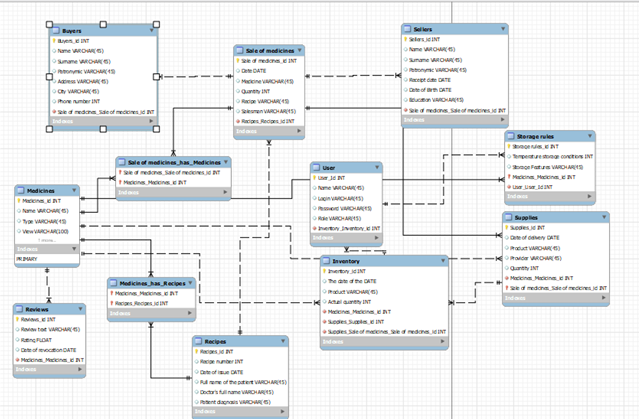 Buyers
Buyers_id INT
Name VARCHAR(45)
Surname VARCHAR(45)
Patronymic VARCHAR(45)
Address VARCHAR(45)
City VARCHAR(45)
Phone number INT
Sale of medicines_Sale of medicines_id INT
Indexes
Sale of medicines
Sale of medicines_id INT
Date DATE
Medicine VARCHAR(45)
Quantity INT
Recipe VARCHAR(45)
Salesman VARCHAR(45)
Recipes_Recipes_id INT
Indexes
Sellers
Sellers_id INT
Name VARCHAR(45)
Surname VARCHAR(45)
Patronymic VARCHAR(45)
Receipt date DATE
Date of Birth DATE
Education VARCHAR(45)
Sale of medicines_Sale of medicines_id INT
Indexes
Storage rules
Storage rules_id INT
Temperature storage conditions INT
Storage Features VARCHAR(45)
Medicines_Medicines_id INT
User_User_id INT
Indexes
Sale of medicines_has_Medicines
Sale of medicines_Sale of medicines_id INT
Medicines_Medicines_id INT
Indexes
User
User_id INT
Name VARCHAR(45)
Login VARCHAR(45)
Password VARCHAR(45)
Role VARCHAR(45)
Inventory_Inventory_id INT
Indexes
Medicines
Medicines_id INT
Name VARCHAR(45)
Type VARCHAR(45)
View VARCHAR(100)
Indexes
PRIMARY
Supplies
Supplies_id INT
Date of delivery DATE
Product VARCHAR(45)
Provider VARCHAR(45)
Quantity INT
Medicines_Medicines_id INT
Sale of medicines_Sale of medicines_id INT
Indexes
Inventory
Inventory_id INT
The date of the DATE
Product VARCHAR(45)
Actual quantity INT
Medicines_Medicines_id INT
Supplies_Supplies_id INT
Supplies_Sale of medicines_Sale of medicines_id INT
Indexes
Medicines_has_Recipes
Medicines_Medicines_id INT
Recipes_Recipes_id INT
Indexes
Reviews
Reviews_id INT
Review text VARCHAR(45)
Rating FLOAT
Date of revocation DATE
Medicines_Medicines_id INT
Indexes
Recipes
Recipes_id INT
Recipe number INT
Date of issue DATE
Full name of the patient VARCHAR(45)
Doctor's full name VARCHAR(45)
Patient diagnosis VARCHAR(45)
Indexes